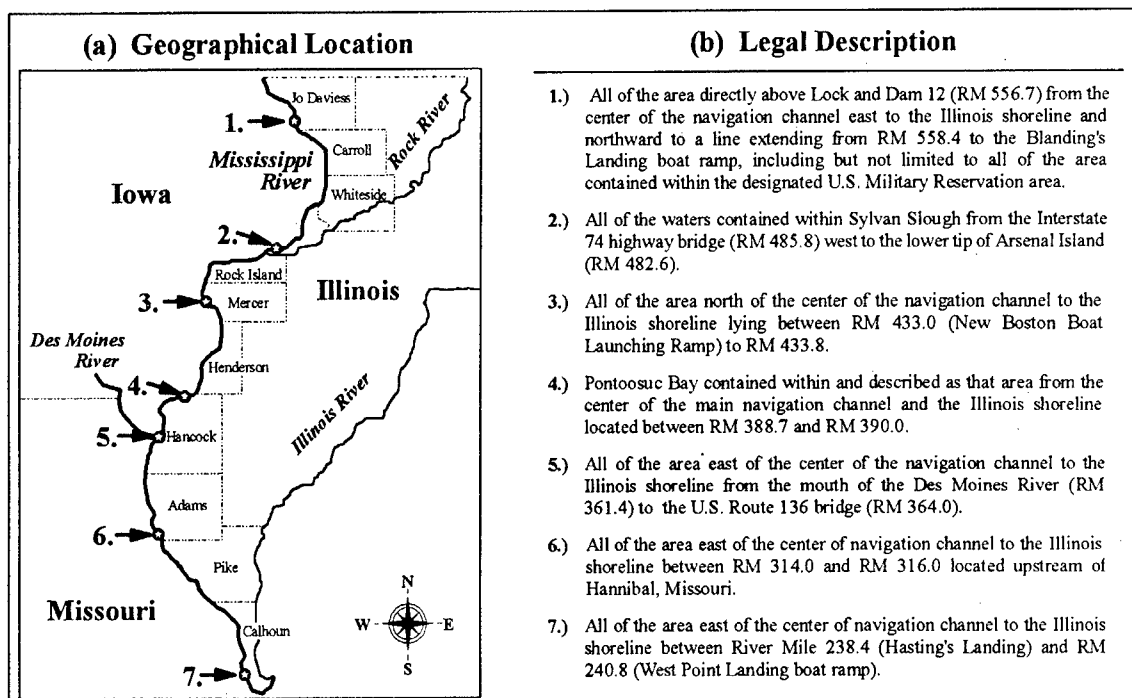 (a) Geographical Location
Jo Daviess
1.
Mississippi
River
Carroll
Rock River
Iowa
Whiteside
2.
Rock Island
Illinois
3.
Mercer
Des Moines
River
Henderson
4.
Illinois River
5.
Hancock
Adams
6.
Pike
Missouri
N
W
E
S
Calhoun
7.
(b) Legal Description
1.) All of the area directly above Lock and Dam 12 (RM 556.7) from the
center of the navigation channel east to the Illinois shoreline and
northward to a line extending from RM 558.4 to the Blanding's
Landing boat ramp, including but not limited to all of the area
contained within the designated U.S. Military Reservation area.
2.) All of the waters contained within Sylvan Slough from the Interstate
74 highway bridge (RM 485.8) west to the lower tip of Arsenal Island
(RM 482.6).
3.) All of the area north of the center of the navigation channel to the
Illinois shoreline lying between RM 433.0 (New Boston Boat
Launching Ramp) to RM 433.8.
4.) Pontoosuc Bay contained within and described as that area from the
center of the main navigation channel and the Illinois shoreline
located between RM 388.7 and RM 390.0.
5.) All of the area east of the center of the navigation channel to the
Illinois shoreline from the mouth of the Des Moines River (RM
361.4) to the U.S. Route 136 bridge (RM 364.0).
6.) All of the area east of the center of navigation channel to the Illinois
shoreline between RM 314.0 and RM 316.0 located upstream of
Hannibal, Missouri.
7.) All of the area east of the center of navigation channel to the Illinois
shoreline between River Mile 238.4 (Hasting's Landing) and RM
240.8 (West Point Landing boat ramp).